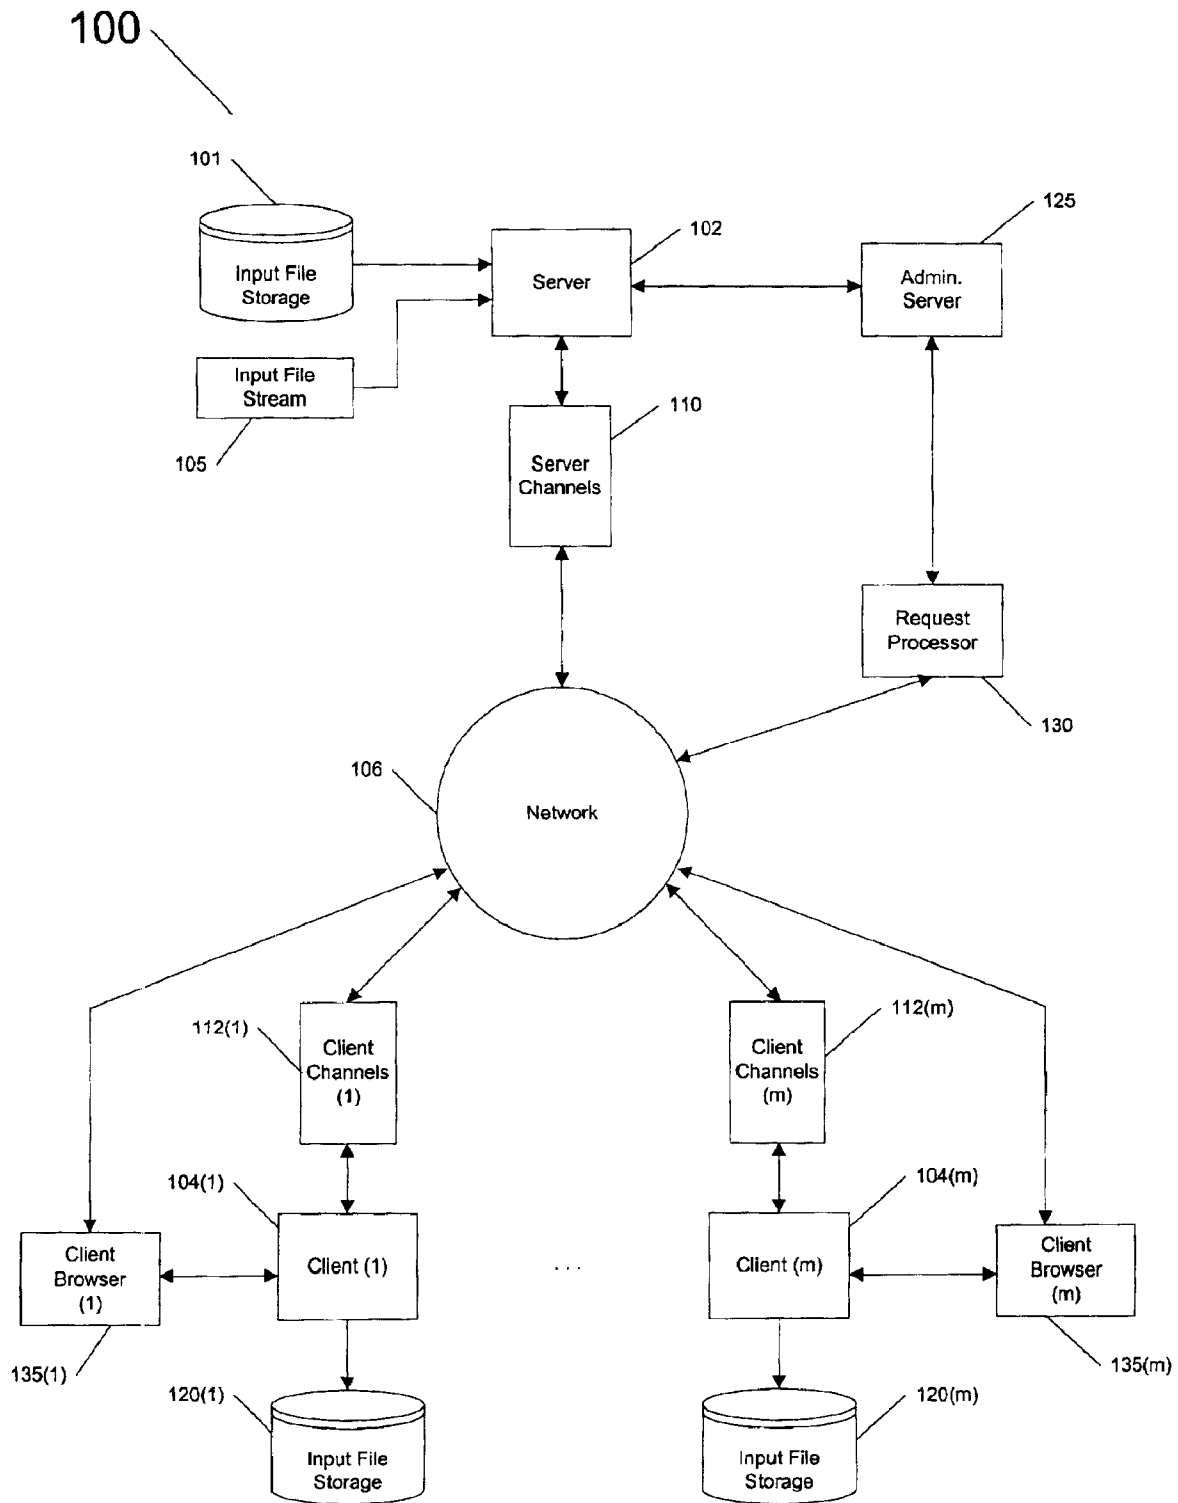 100
101
Input File
Storage
102
Server
125
Admin.
Server
Input File
Stream
105
110
Server
Channels
Request
Processor
130
106
Network
112(1)
Client
Channels
(1)
112(m)
Client
Channels
(m)
104(1)
Client (1)
104(m)
Client (m)
Client
Browser
(1)
135(1)
. . .
Client
Browser
(m)
135(m)
120(1)
Input File
Storage
120(m)
Input File
Storage